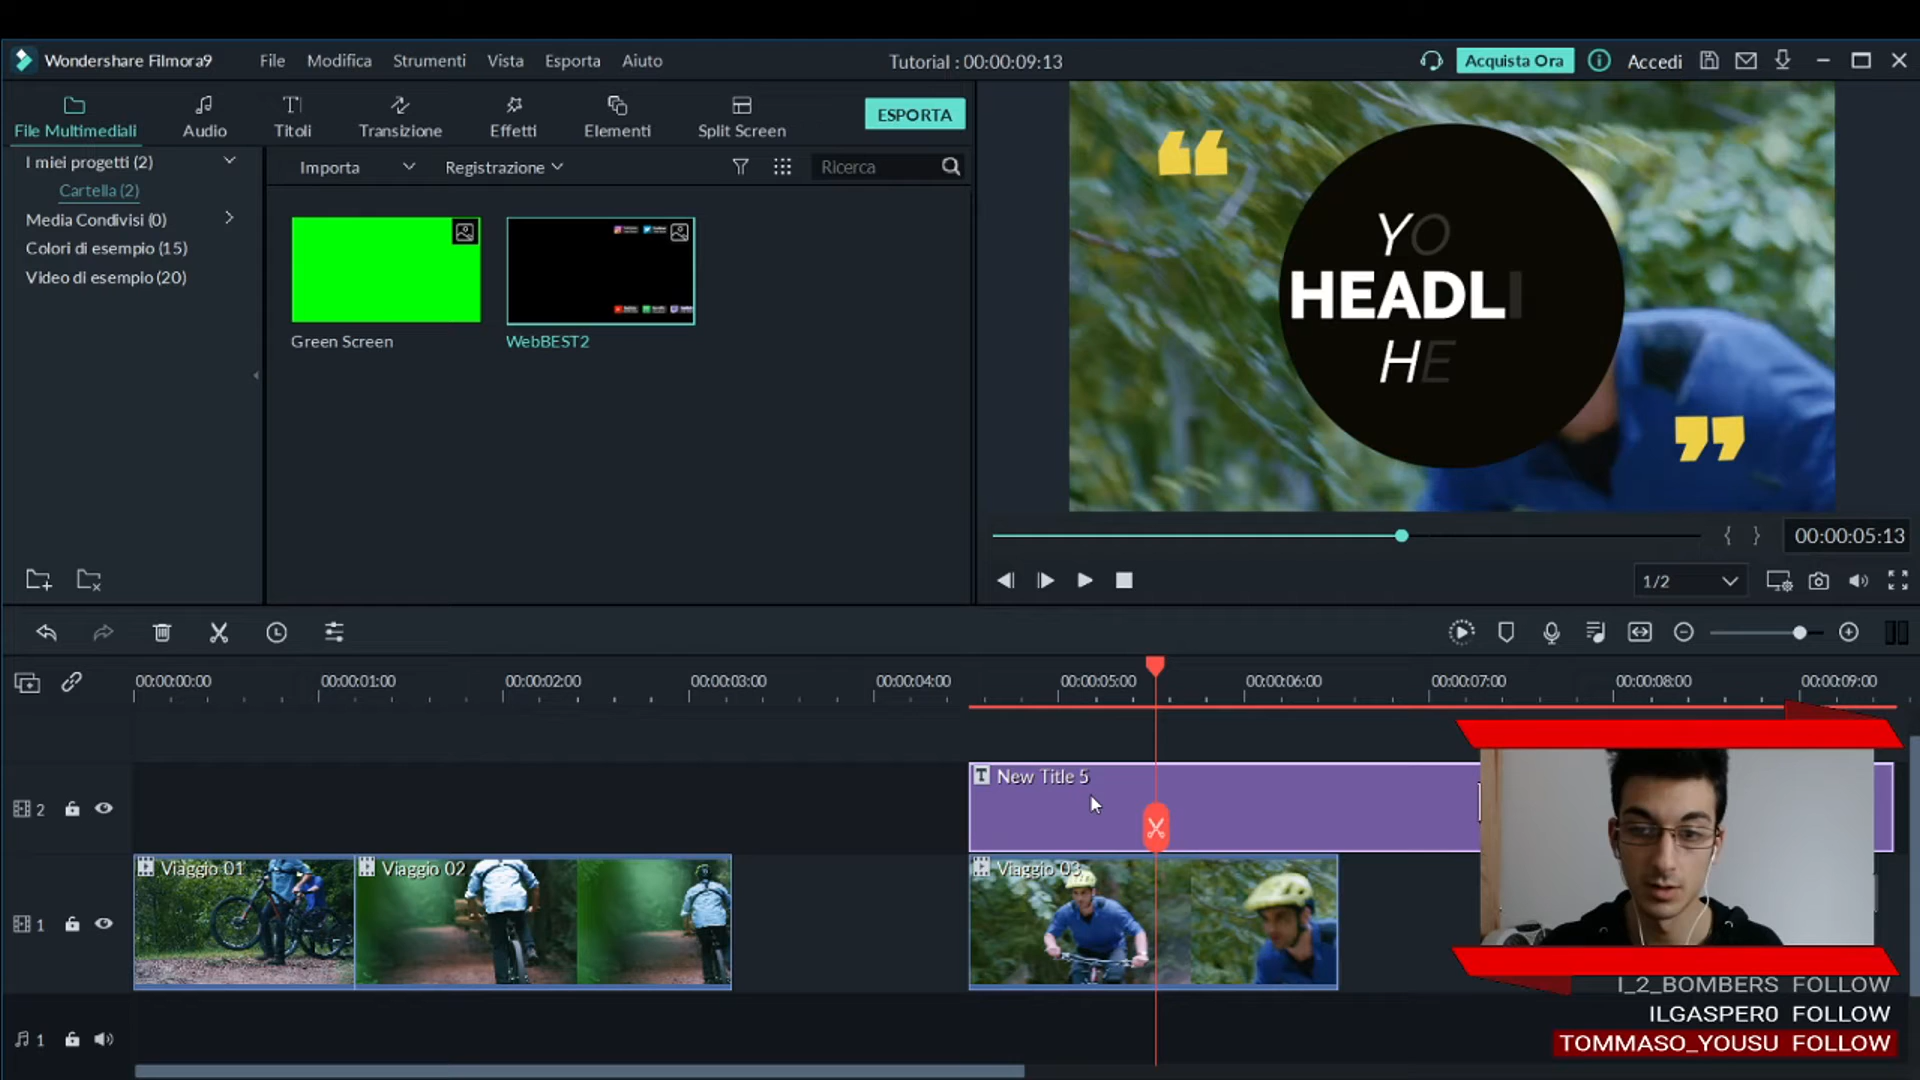 Wondershare Filmora9 File Modifica Strumenti Vista Esporta Aiuto Tutorial : 00:00:09:13 Acquista Ora Accedi
File Multimediali Audio Titoli Transizione Effetti Elementi Split Screen ESPORTA
I miei progetti (2)
Cartella (2)
Media Condivisi (0)
Colori di esempio (15)
Video di esempio (20)
Importa Registrazione Ricerca
Green Screen WebBEST2
“
YO
HEADLI
HE
”
00:00:05:13
1/2
00:00:00:00 00:00:01:00 00:00:02:00 00:00:03:00 00:00:04:00 00:00:05:00 00:00:06:00 00:00:07:00 00:00:08:00 00:00:09:00
T New Title 5
2
Viaggio 01 Viaggio 02 Viaggio 03
1
1
I_2_BOMBERS FOLLOW
ILGASPER0 FOLLOW
TOMMASO_YOUSU FOLLOW